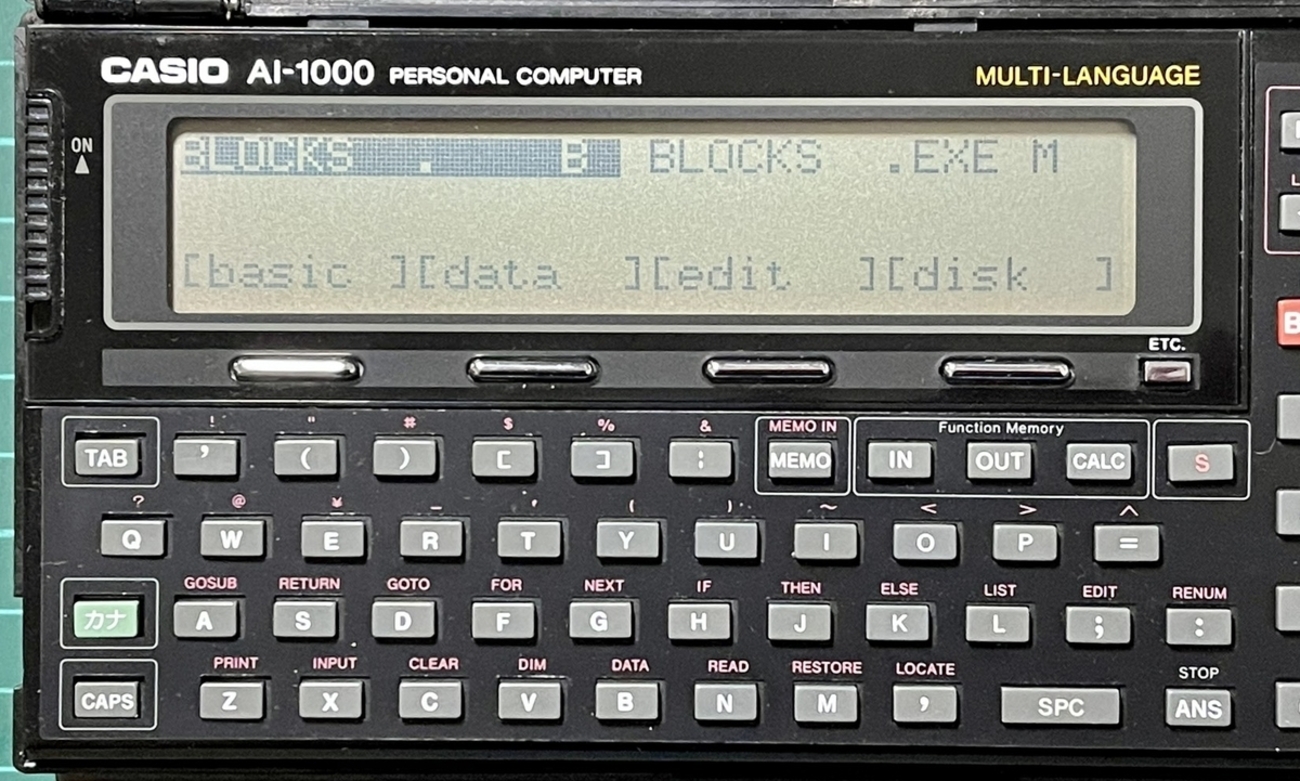 CASIO AI-1000 PERSONAL COMPUTER MULTI-LANGUAGE
ON
BLOCKS . B BLOCKS .EXE M
[basic ][data ][edit ][disk ]
ETC.
! " # $ % & MEMO IN Function Memory
TAB ’ ( ) [ ] | MEMO IN OUT CALC S
? @ ¥ _ ' { } ~ < > ^
Q W E R T Y U I O P =
GOSUB RETURN GOTO FOR NEXT IF THEN ELSE LIST EDIT RENUM
カナ A S D F G H J K L ; :
PRINT INPUT CLEAR DIM DATA READ RESTORE LOCATE STOP
CAPS Z X C V B N M , SPC ANS